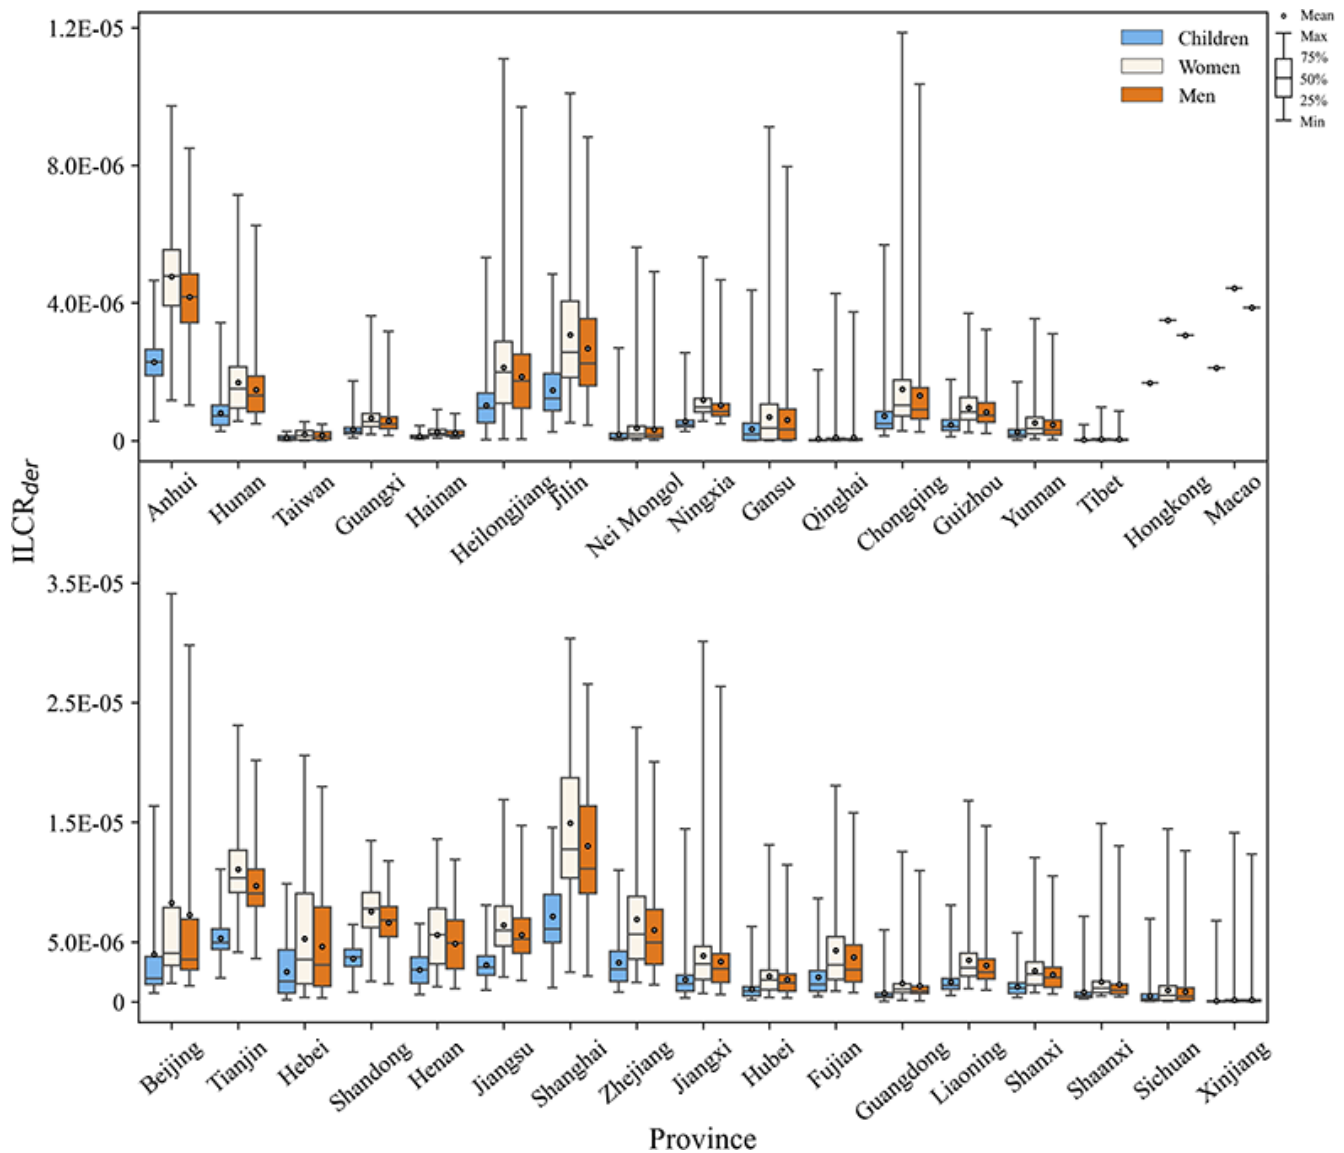 1.2E-05
8.0E-06
4.0E-06
0
Children
Women
Men
Mean
Max
75%
50%
25%
Min
Anhui
Hunan
Taiwan
Guangxi
Hainan
Heilongjiang
Jilin
Nei Mongol
Ningxia
Gansu
Qinghai
Chongqing
Guizhou
Yunnan
Tibet
Hongkong
Macao
ILCRder
3.5E-05
2.5E-05
1.5E-05
5.0E-06
0
Beijing
Tianjin
Hebei
Shandong
Henan
Jiangsu
Shanghai
Zhejiang
Jiangxi
Hubei
Fujian
Guangdong
Liaoning
Shanxi
Shaanxi
Sichuan
Xinjiang
Province